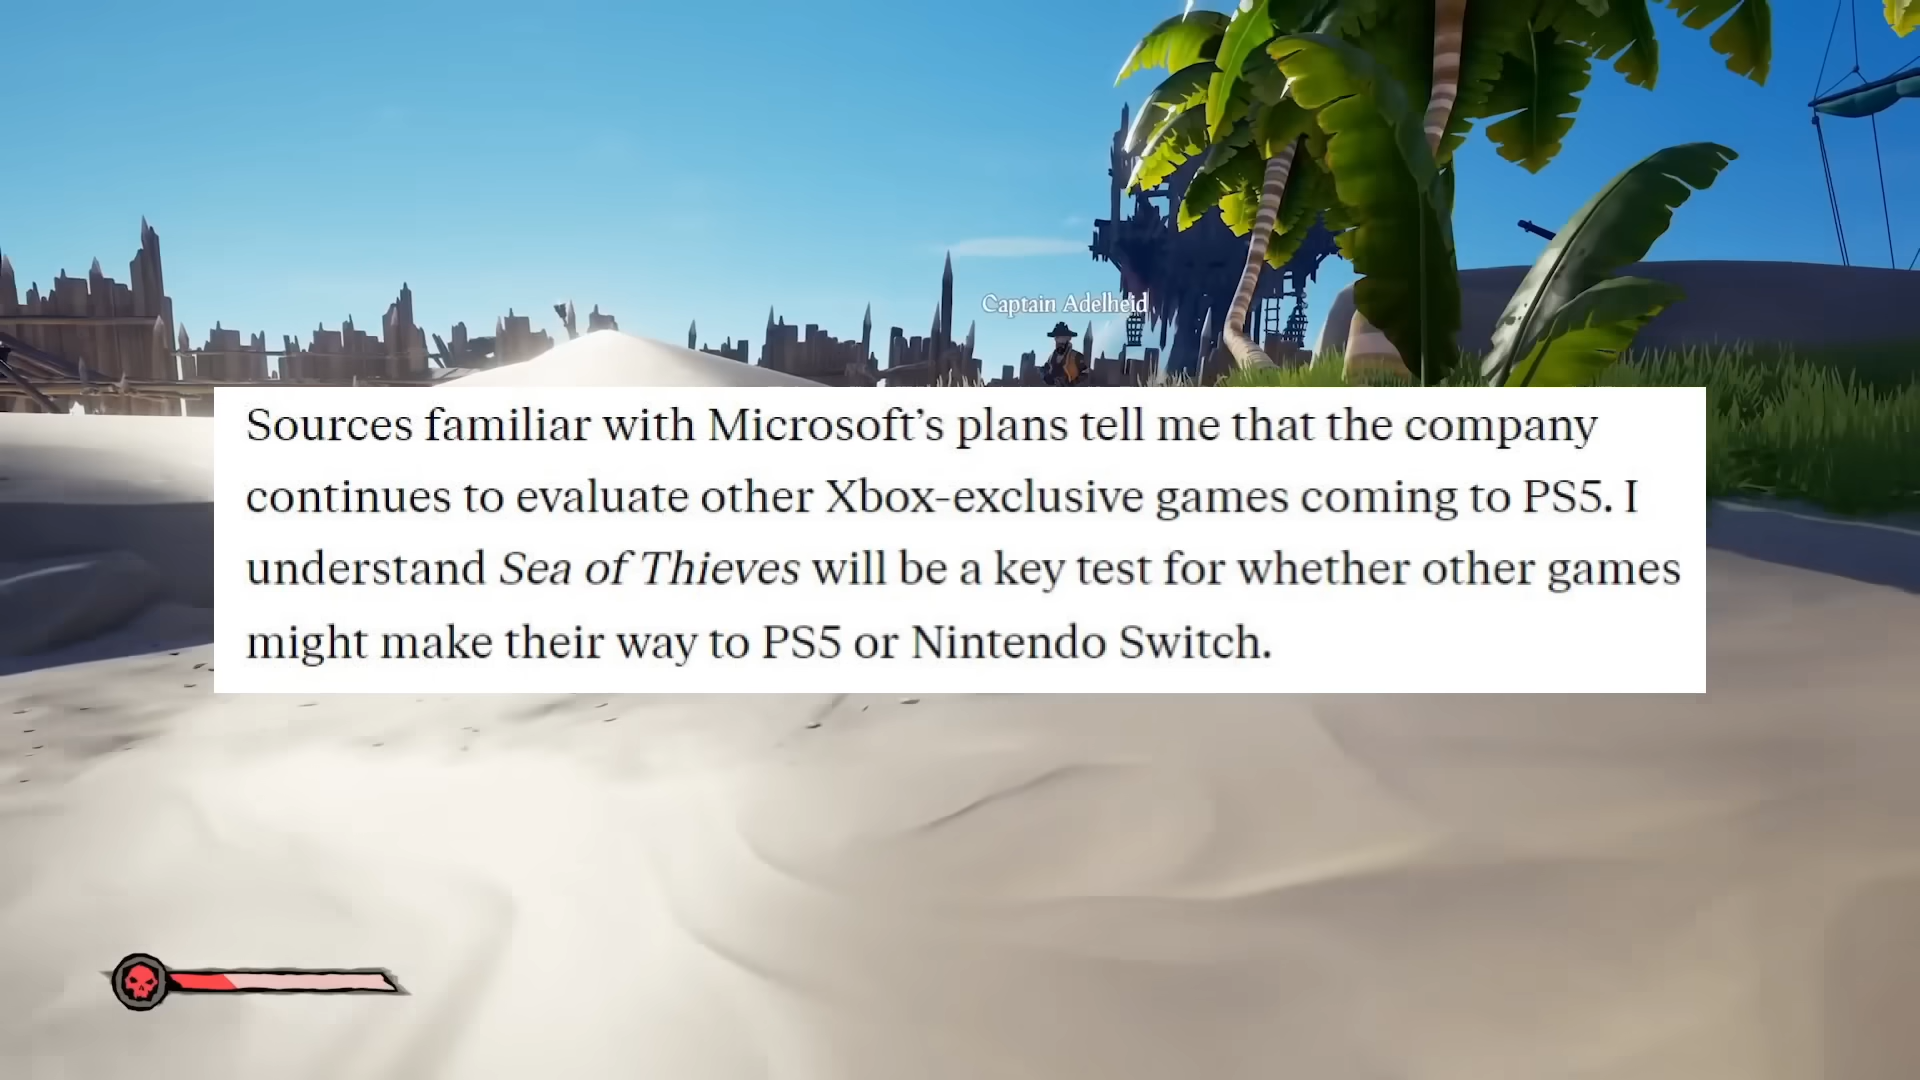 Captain Adelheid
Sources familiar with Microsoft’s plans tell me that the company
continues to evaluate other Xbox-exclusive games coming to PS5. I
understand Sea of Thieves will be a key test for whether other games
might make their way to PS5 or Nintendo Switch.